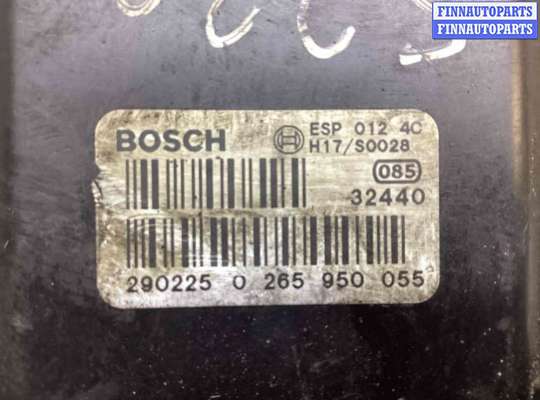 FINNAUTOPARTS
FINNAUTOPARTS
BOSCH
ESP 012 4C
H17/S0028
085
32440
290225 0 265 950 055